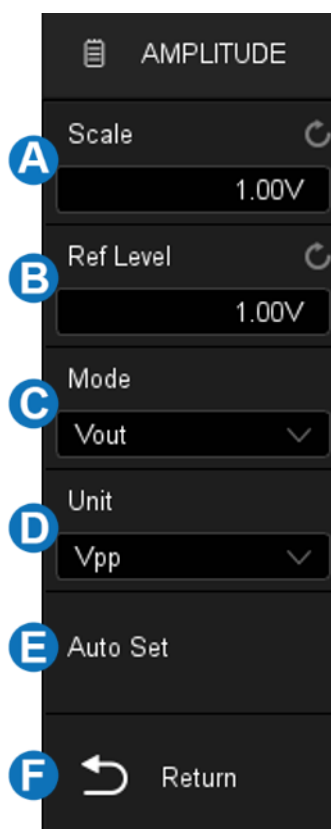 AMPLITUDE
A
Scale
1.00V
B
Ref Level
1.00V
C
Mode
Vout
D
Unit
Vpp
E
Auto Set
F
Return